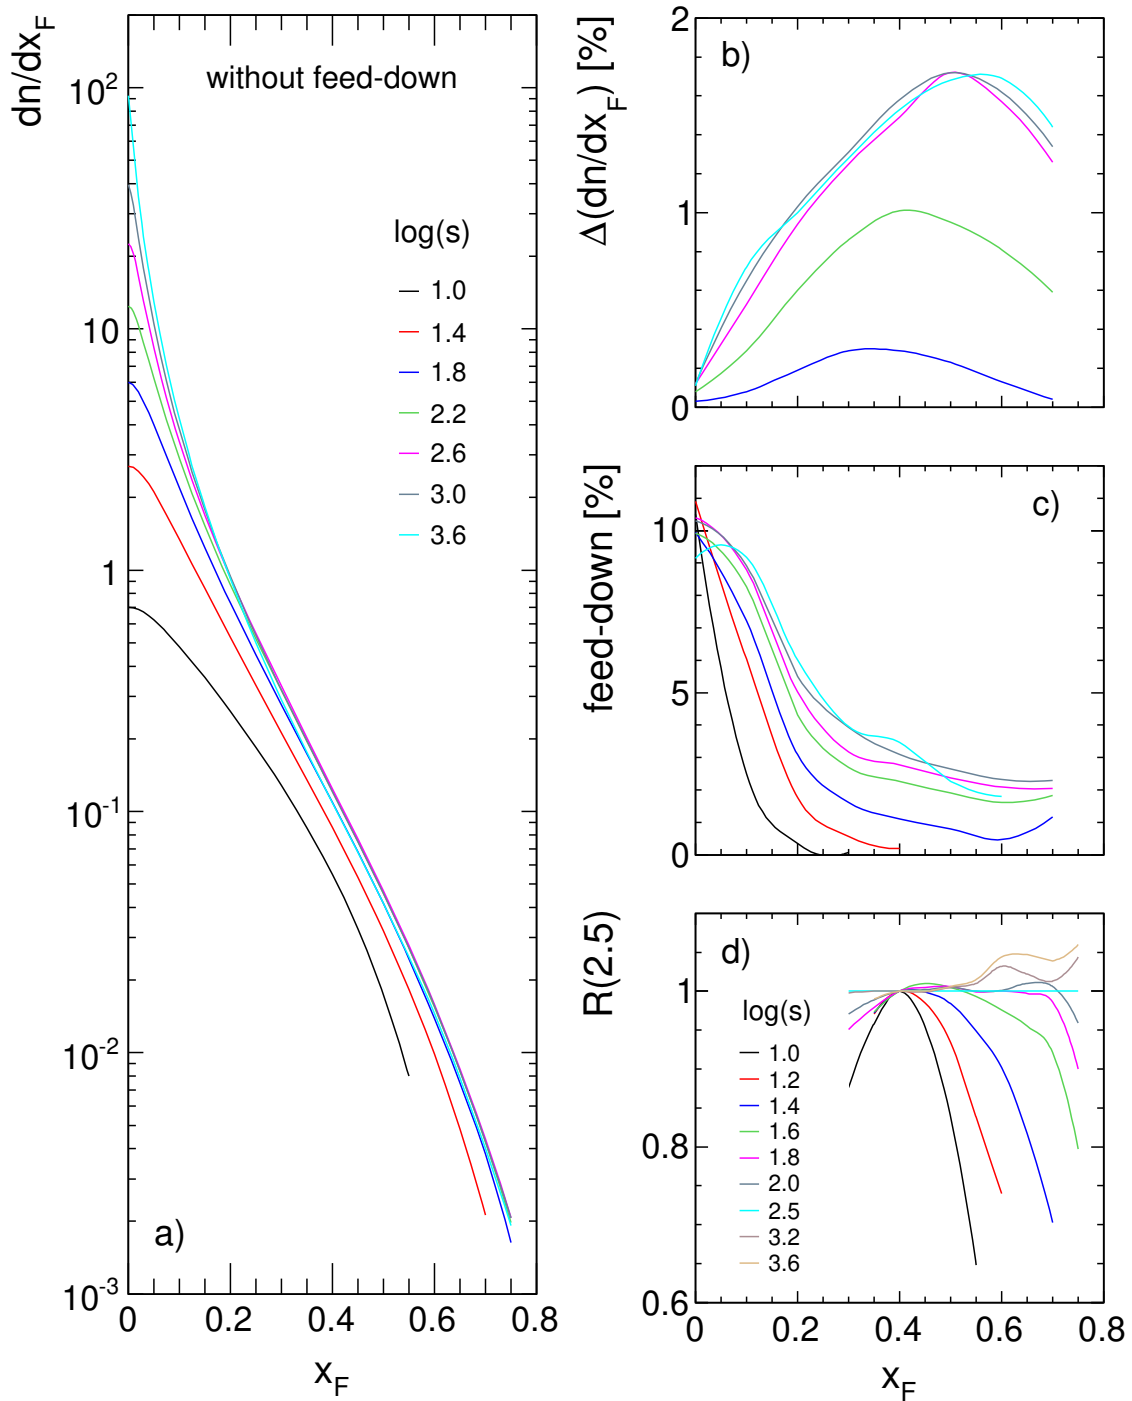 dn/dx_F
10^2
10
1
10^-1
10^-2
10^-3
without feed-down
log(s)
1.0
1.4
1.8
2.2
2.6
3.0
3.6
a)
0 0.2 0.4 0.6 0.8
x_F
Δ(dn/dx_F) [%]
2
1
0
b)
feed-down [%]
10
5
0
c)
R(2.5)
1
0.8
0.6
d)
log(s)
1.0
1.2
1.4
1.6
1.8
2.0
2.5
3.2
3.6
0 0.2 0.4 0.6 0.8
x_F